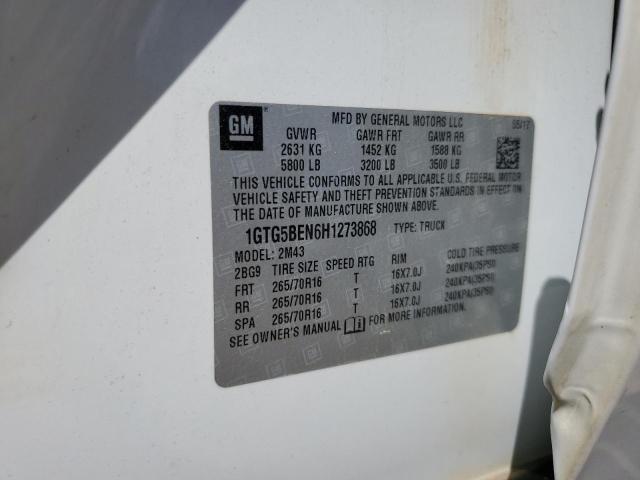 GM
MFD BY GENERAL MOTORS LLC 05/17
GVWR GAWR FRT GAWR RR
2631 KG 1452 KG 1588 KG
5800 LB 3200 LB 3500 LB
THIS VEHICLE CONFORMS TO ALL APPLICABLE U.S. FEDERAL MOTOR
VEHICLE SAFETY AND THEFT PREVENTION STANDARDS IN EFFECT ON
THE DATE OF MANUFACTURE SHOWN ABOVE.
1GTG5BEN6H1273868 TYPE: TRUCK
MODEL: 2M43
2BG9 TIRE SIZE SPEED RTG RIM COLD TIRE PRESSURE
FRT 265/70R16 T 16X7.0J 240KPA(35PSI)
RR 265/70R16 T 16X7.0J 240KPA(35PSI)
SPA 265/70R16 T 16X7.0J 240KPA(35PSI)
SEE OWNER'S MANUAL FOR MORE INFORMATION.